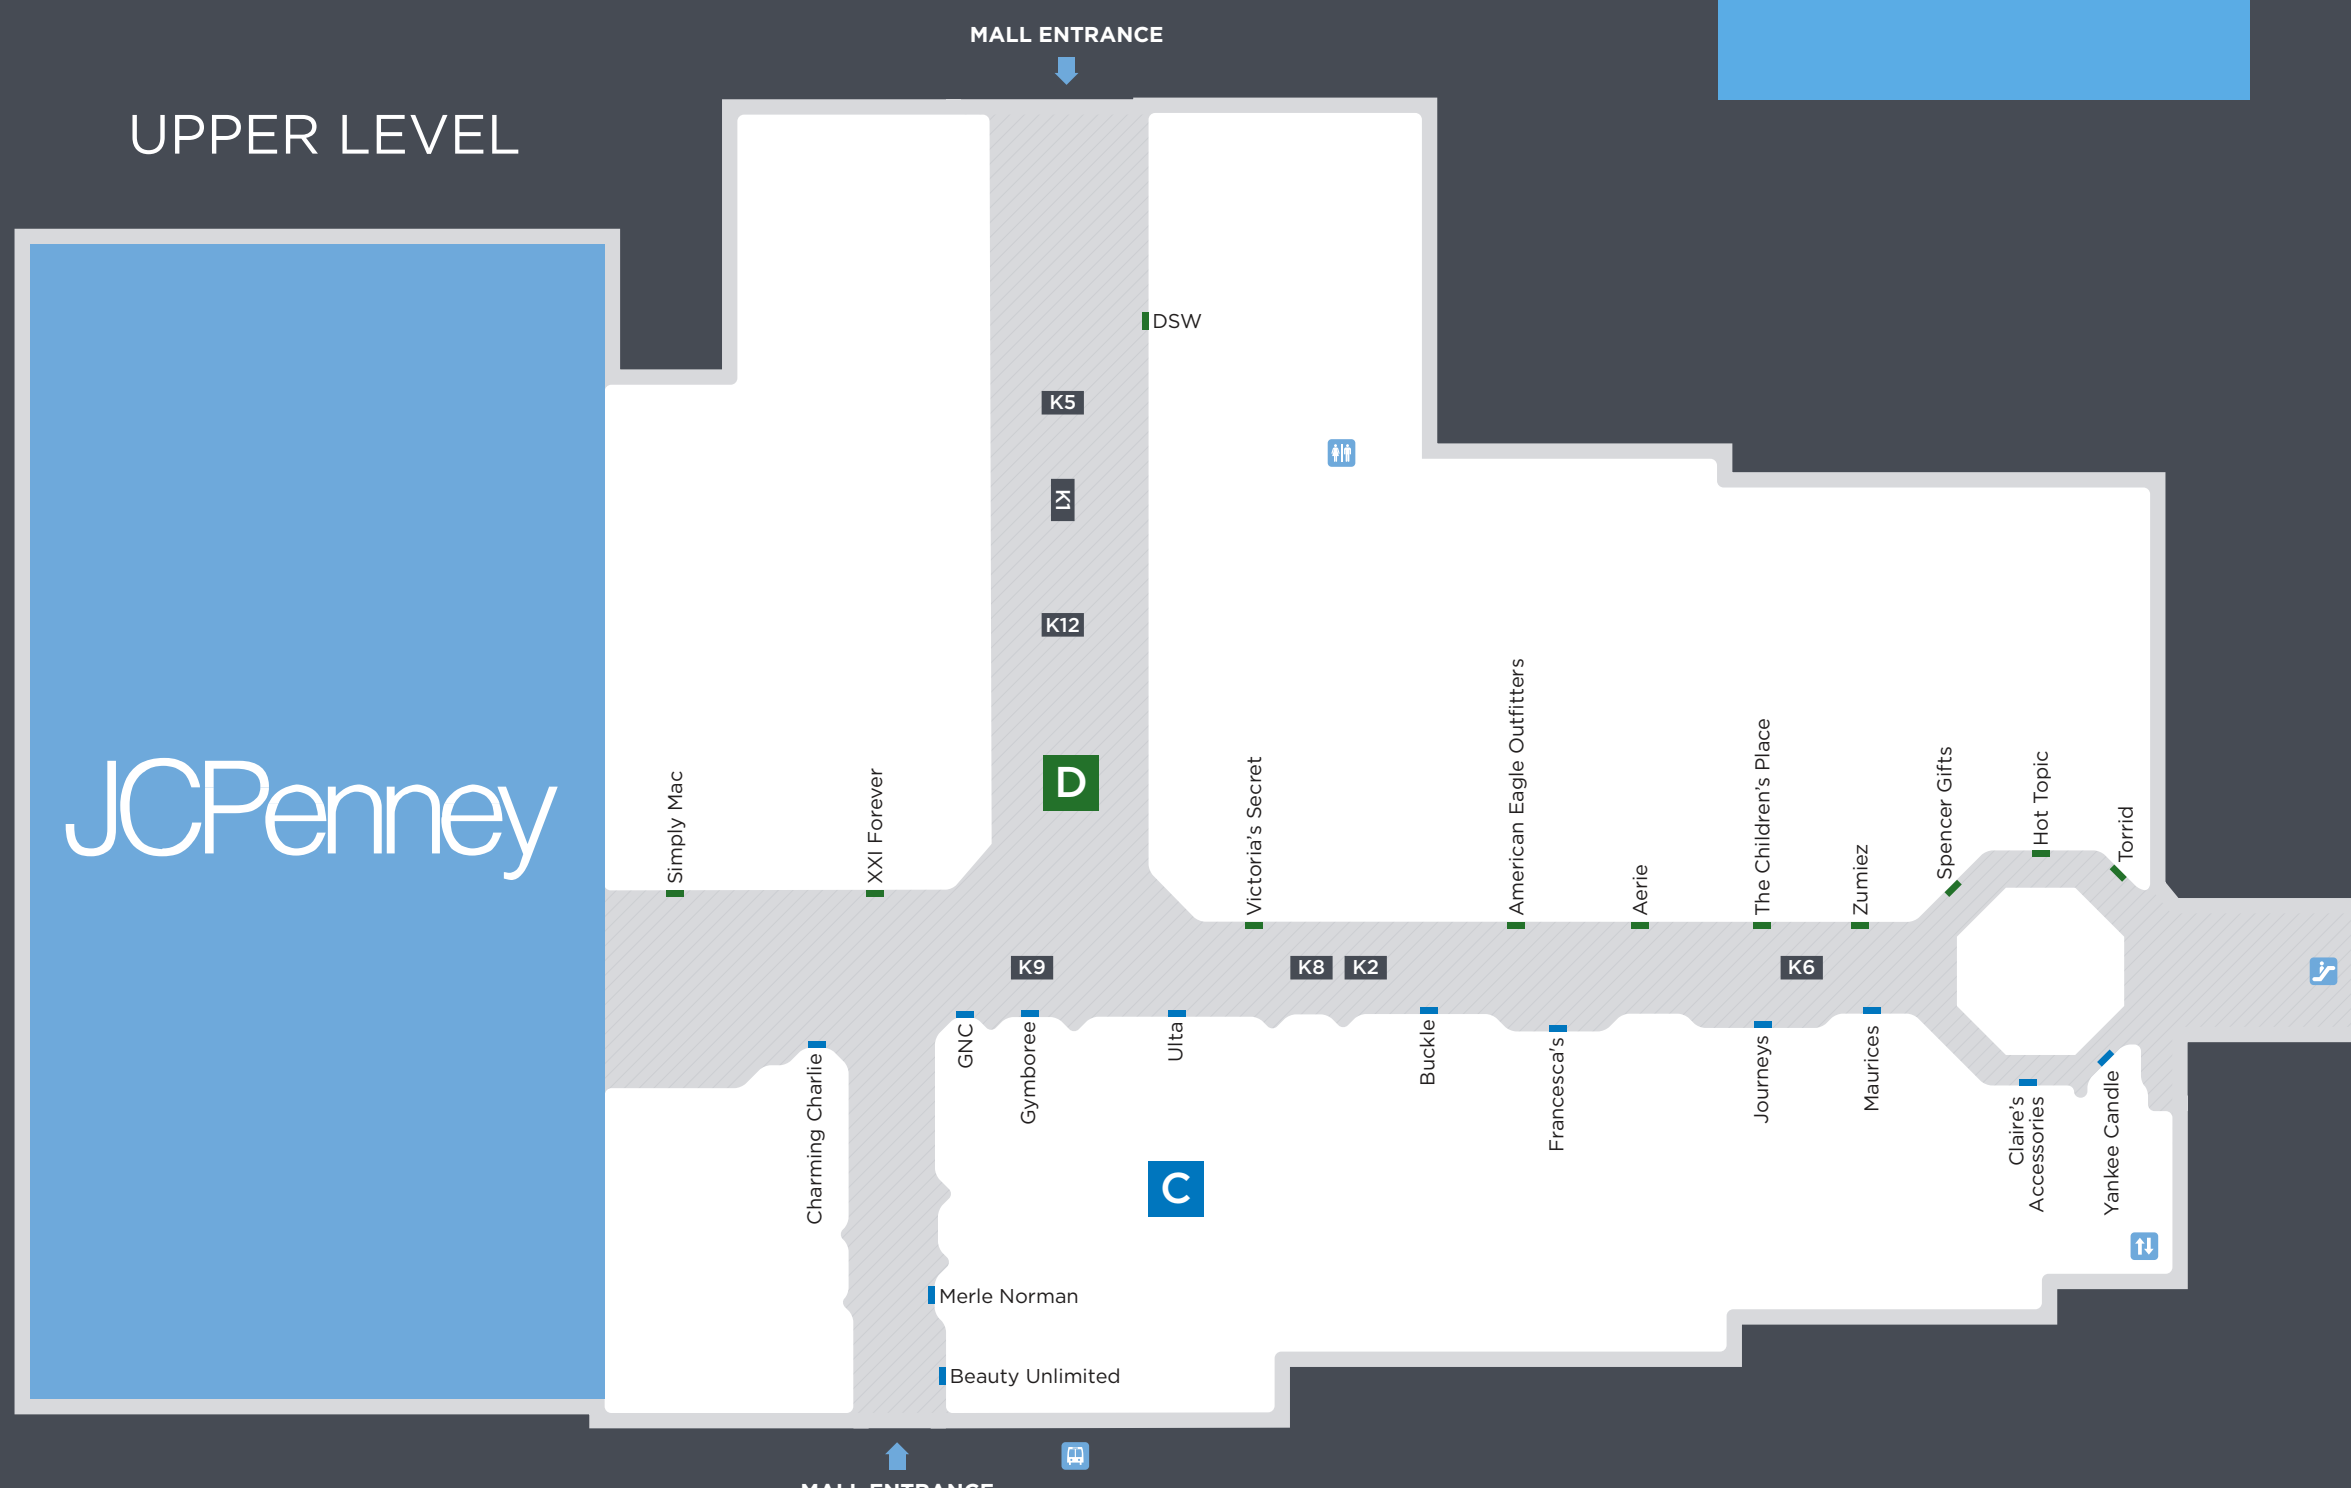 MALL ENTRANCE
UPPER LEVEL
DSW
K5
K1
K12
JCPenney
D
Simply Mac
XXI Forever
Victoria's Secret
American Eagle Outfitters
Aerie
The Children's Place
Zumiez
Spencer Gifts
Hot Topic
Torrid
K9
K8
K2
K6
Charming Charlie
GNC
Gymboree
Ulta
Buckle
Francesca's
Journeys
Maurices
Claire's
Accessories
Yankee Candle
C
Merle Norman
Beauty Unlimited
MALL ENTRANCE